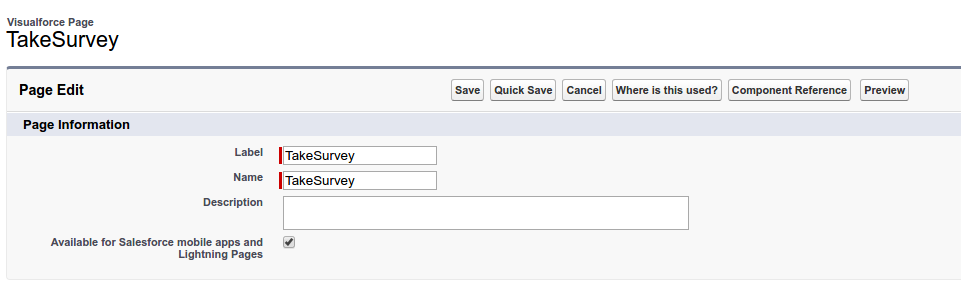 Visualforce Page
TakeSurvey
Page Edit
Save Quick Save Cancel Where is this used? Component Reference Preview
Page Information
Label TakeSurvey
Name TakeSurvey
Description
Available for Salesforce mobile apps and
Lightning Pages